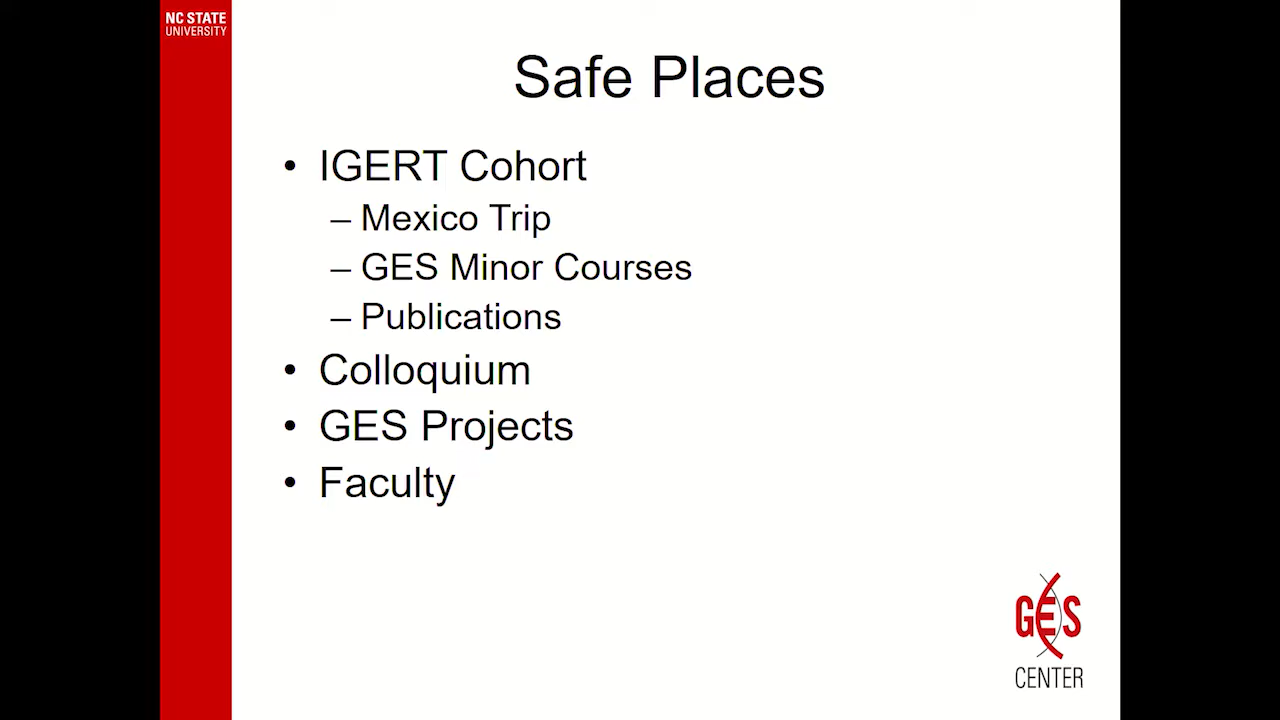 NC STATE
UNIVERSITY
Safe Places
• IGERT Cohort
– Mexico Trip
– GES Minor Courses
– Publications
• Colloquium
• GES Projects
• Faculty
GES
CENTER